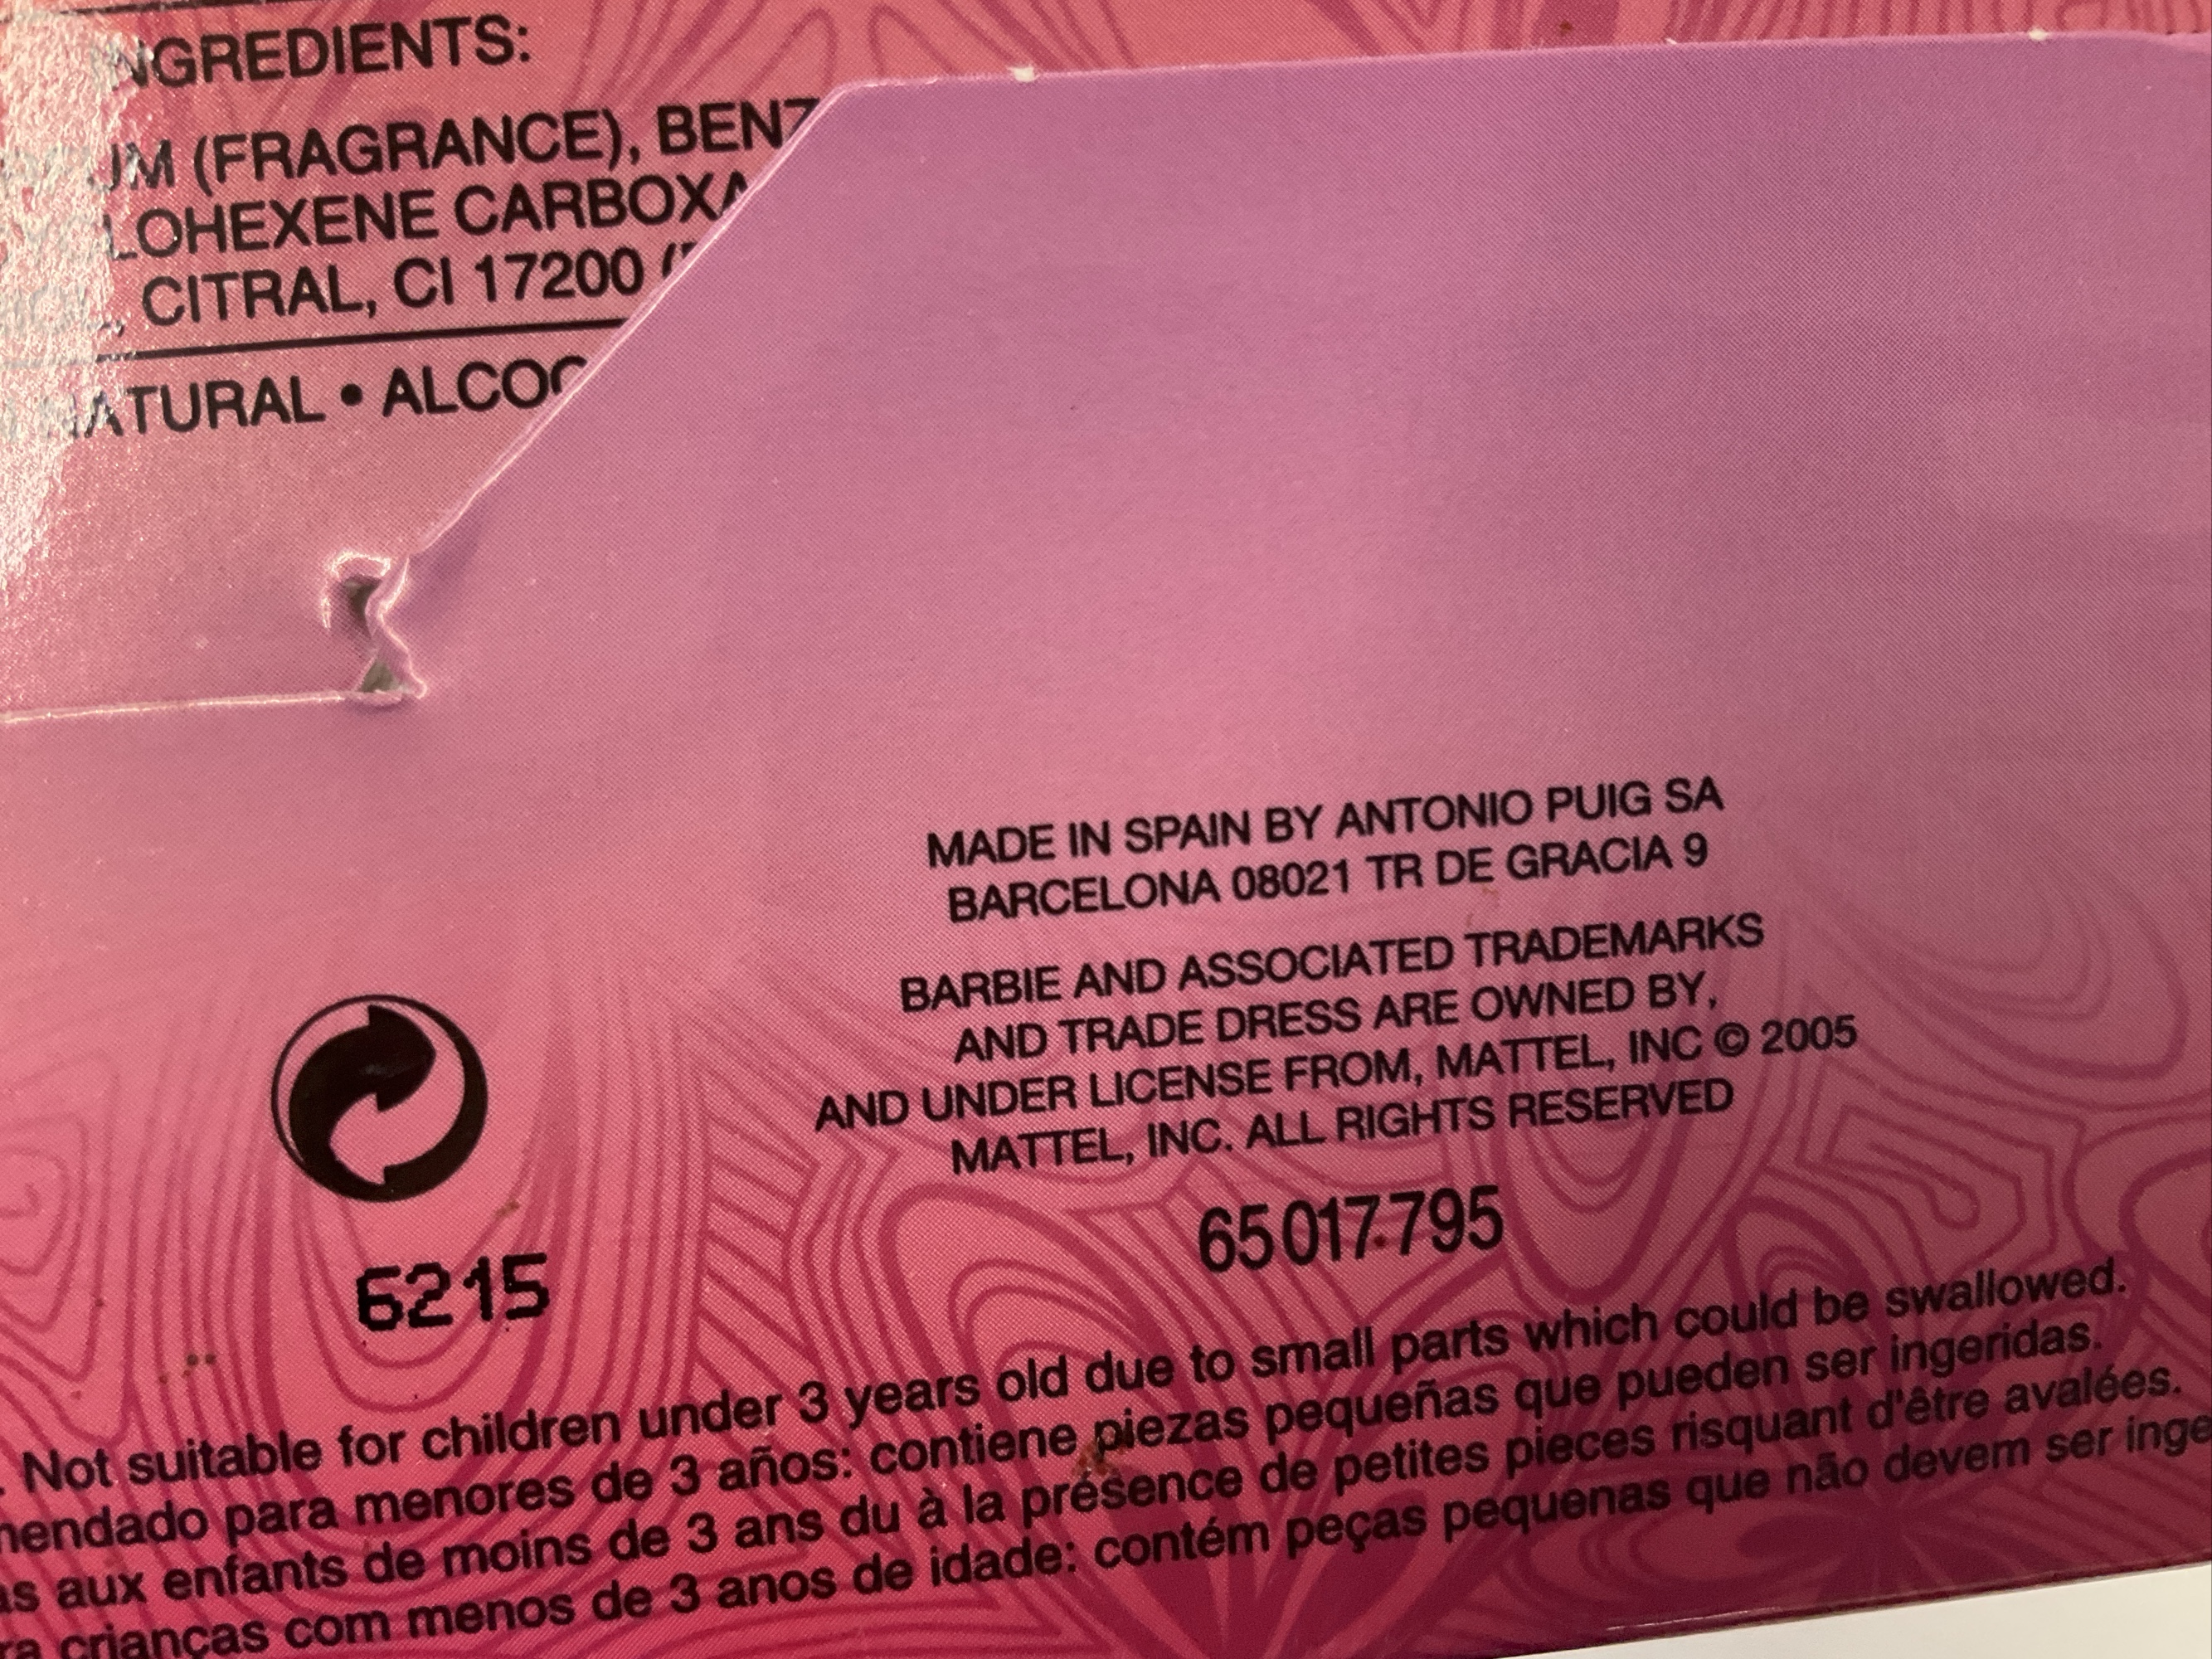 INGREDIENTS:
(FRAGRANCE),
CARBOXA
CITRAL, CI 17200
NATURAL • ALCOO
MADE IN SPAIN BY ANTONIO PUIG SA
BARCELONA 08021 TR DE GRACIA 9
BARBIE AND ASSOCIATED TRADEMARKS
AND TRADE DRESS ARE OWNED BY,
AND UNDER LICENSE FROM, MATTEL, INC © 2005
MATTEL, INC. ALL RIGHTS RESERVED
65017795
6215
. Not suitable for children under 3 years old due to small parts which could be swallowed.
mendado para menores de 3 años: contiene piezas pequeñas que pueden ser ingeridas.
as aux enfants de moins de 3 ans du à la présence de petites pieces risquant d'être avalées.
ra crianças com menos de 3 anos de idade: contém peças pequenas que não devem ser inge